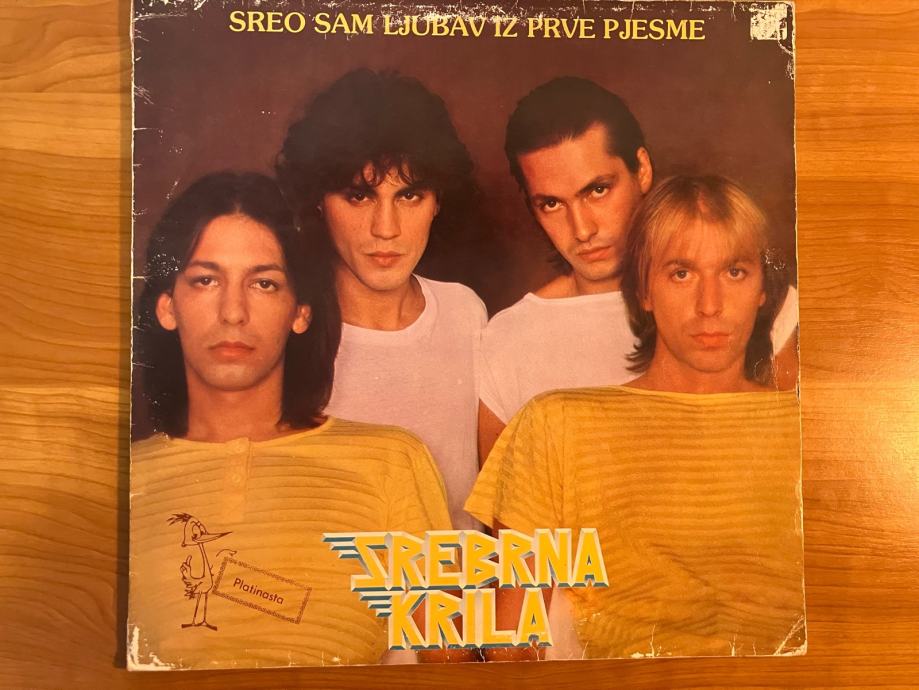 SREO SAM LJUBAV IZ PRVE PJESME
Platinasta
SREBRNA
KRILA